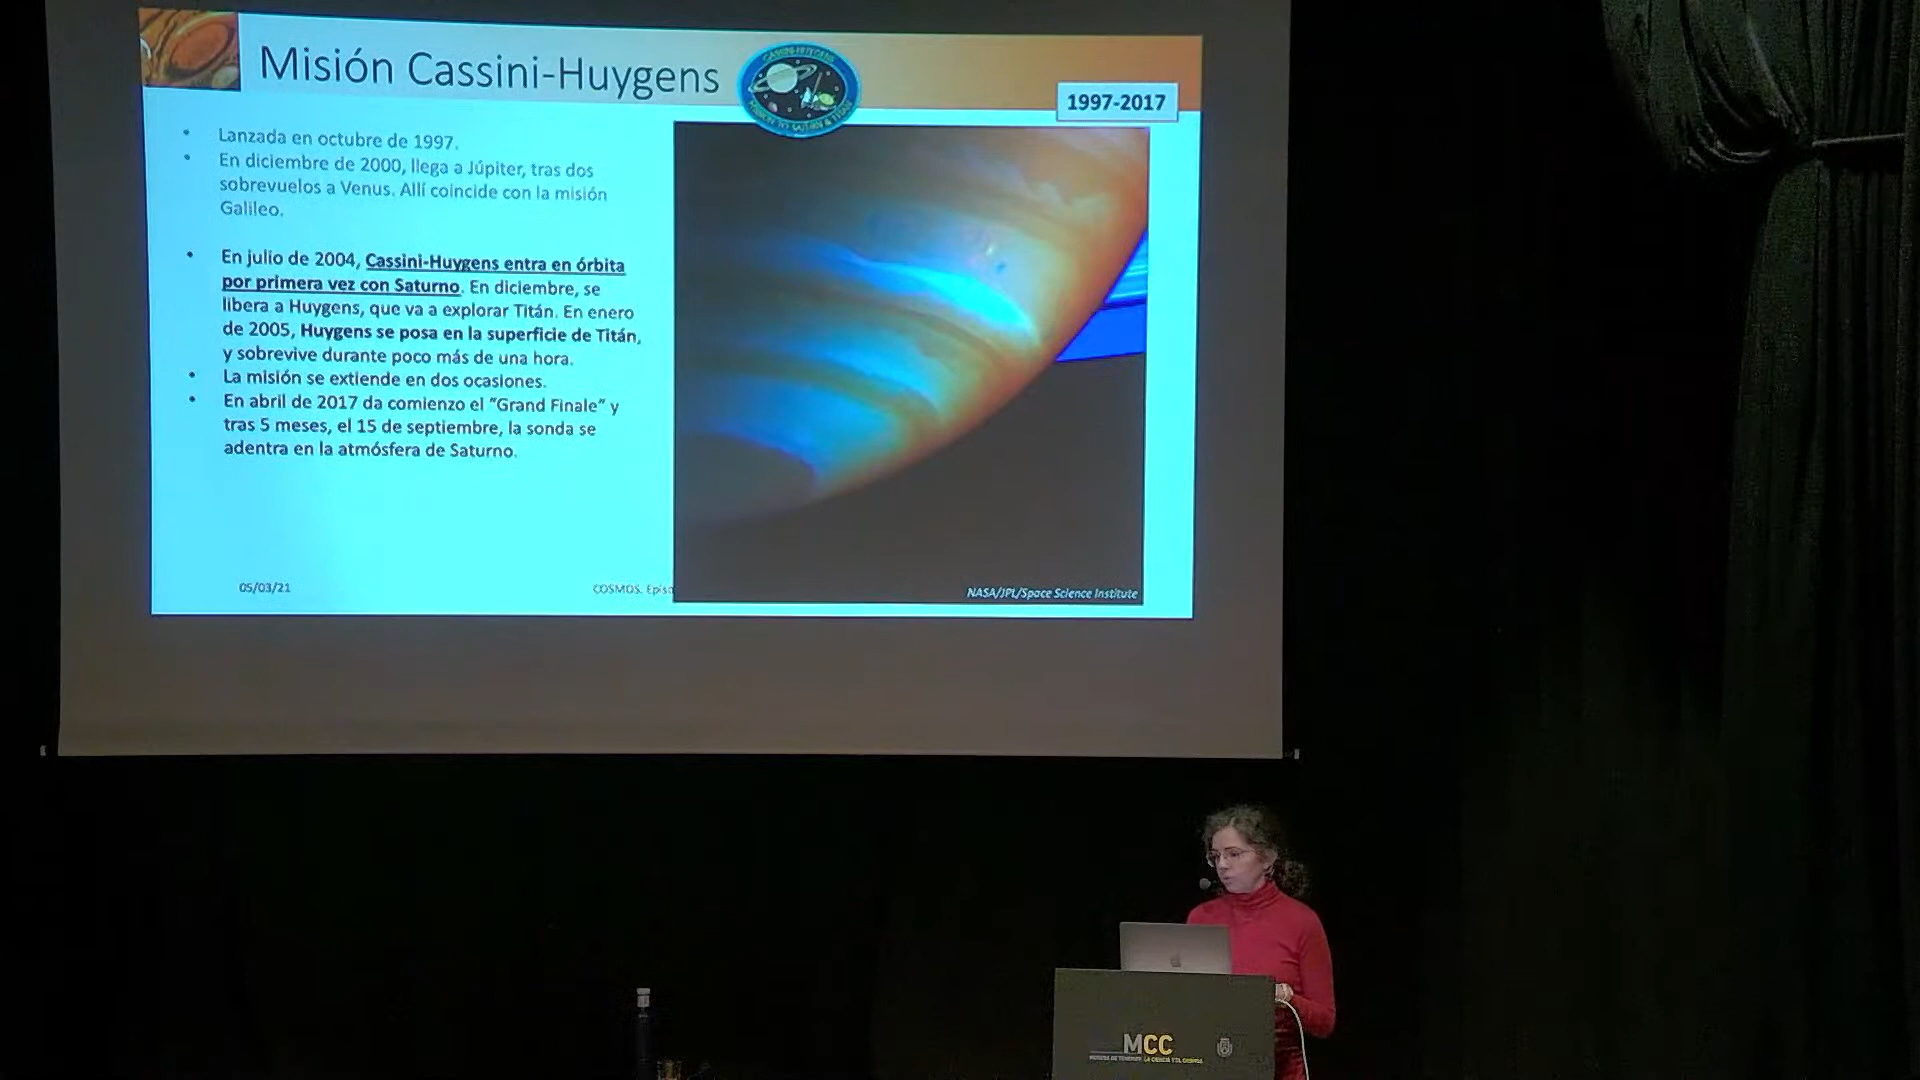 Misión Cassini-Huygens
1997-2017
• Lanzada en octubre de 1997.
• En diciembre de 2000, llega a Júpiter, tras dos
sobrevuelos a Venus. Allí coincide con la misión
Galileo.
• En julio de 2004, Cassini-Huygens entra en órbita
por primera vez con Saturno. En diciembre, se
libera a Huygens, que va a explorar Titán. En enero
de 2005, Huygens se posa en la superficie de Titán,
y sobrevive durante poco más de una hora.
• La misión se extiende en dos ocasiones.
• En abril de 2017 da comienzo el “Grand Finale” y
tras 5 meses, el 15 de septiembre, la sonda se
adentra en la atmósfera de Saturno.
05/03/21
COSMOS. Episo
NASA/JPL/Space Science Institute
MCC